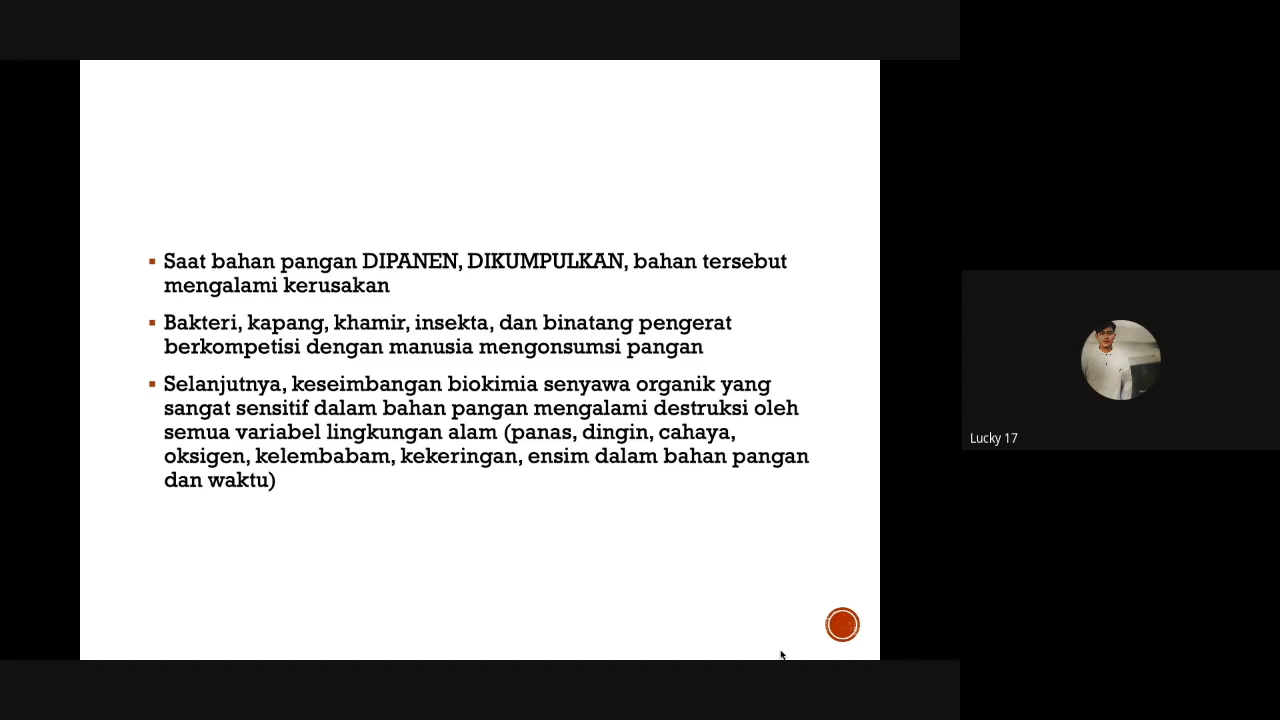 Saat bahan pangan DIPANEN, DIKUMPULKAN, bahan tersebut
mengalami kerusakan
Bakteri, kapang, khamir, insekta, dan binatang pengerat
berkompetisi dengan manusia mengonsumsi pangan
Selanjutnya, keseimbangan biokimia senyawa organik yang
sangat sensitif dalam bahan pangan mengalami destruksi oleh
semua variabel lingkungan alam (panas, dingin, cahaya,
oksigen, kelembabam, kekeringan, ensim dalam bahan pangan
dan waktu)
Lucky 17